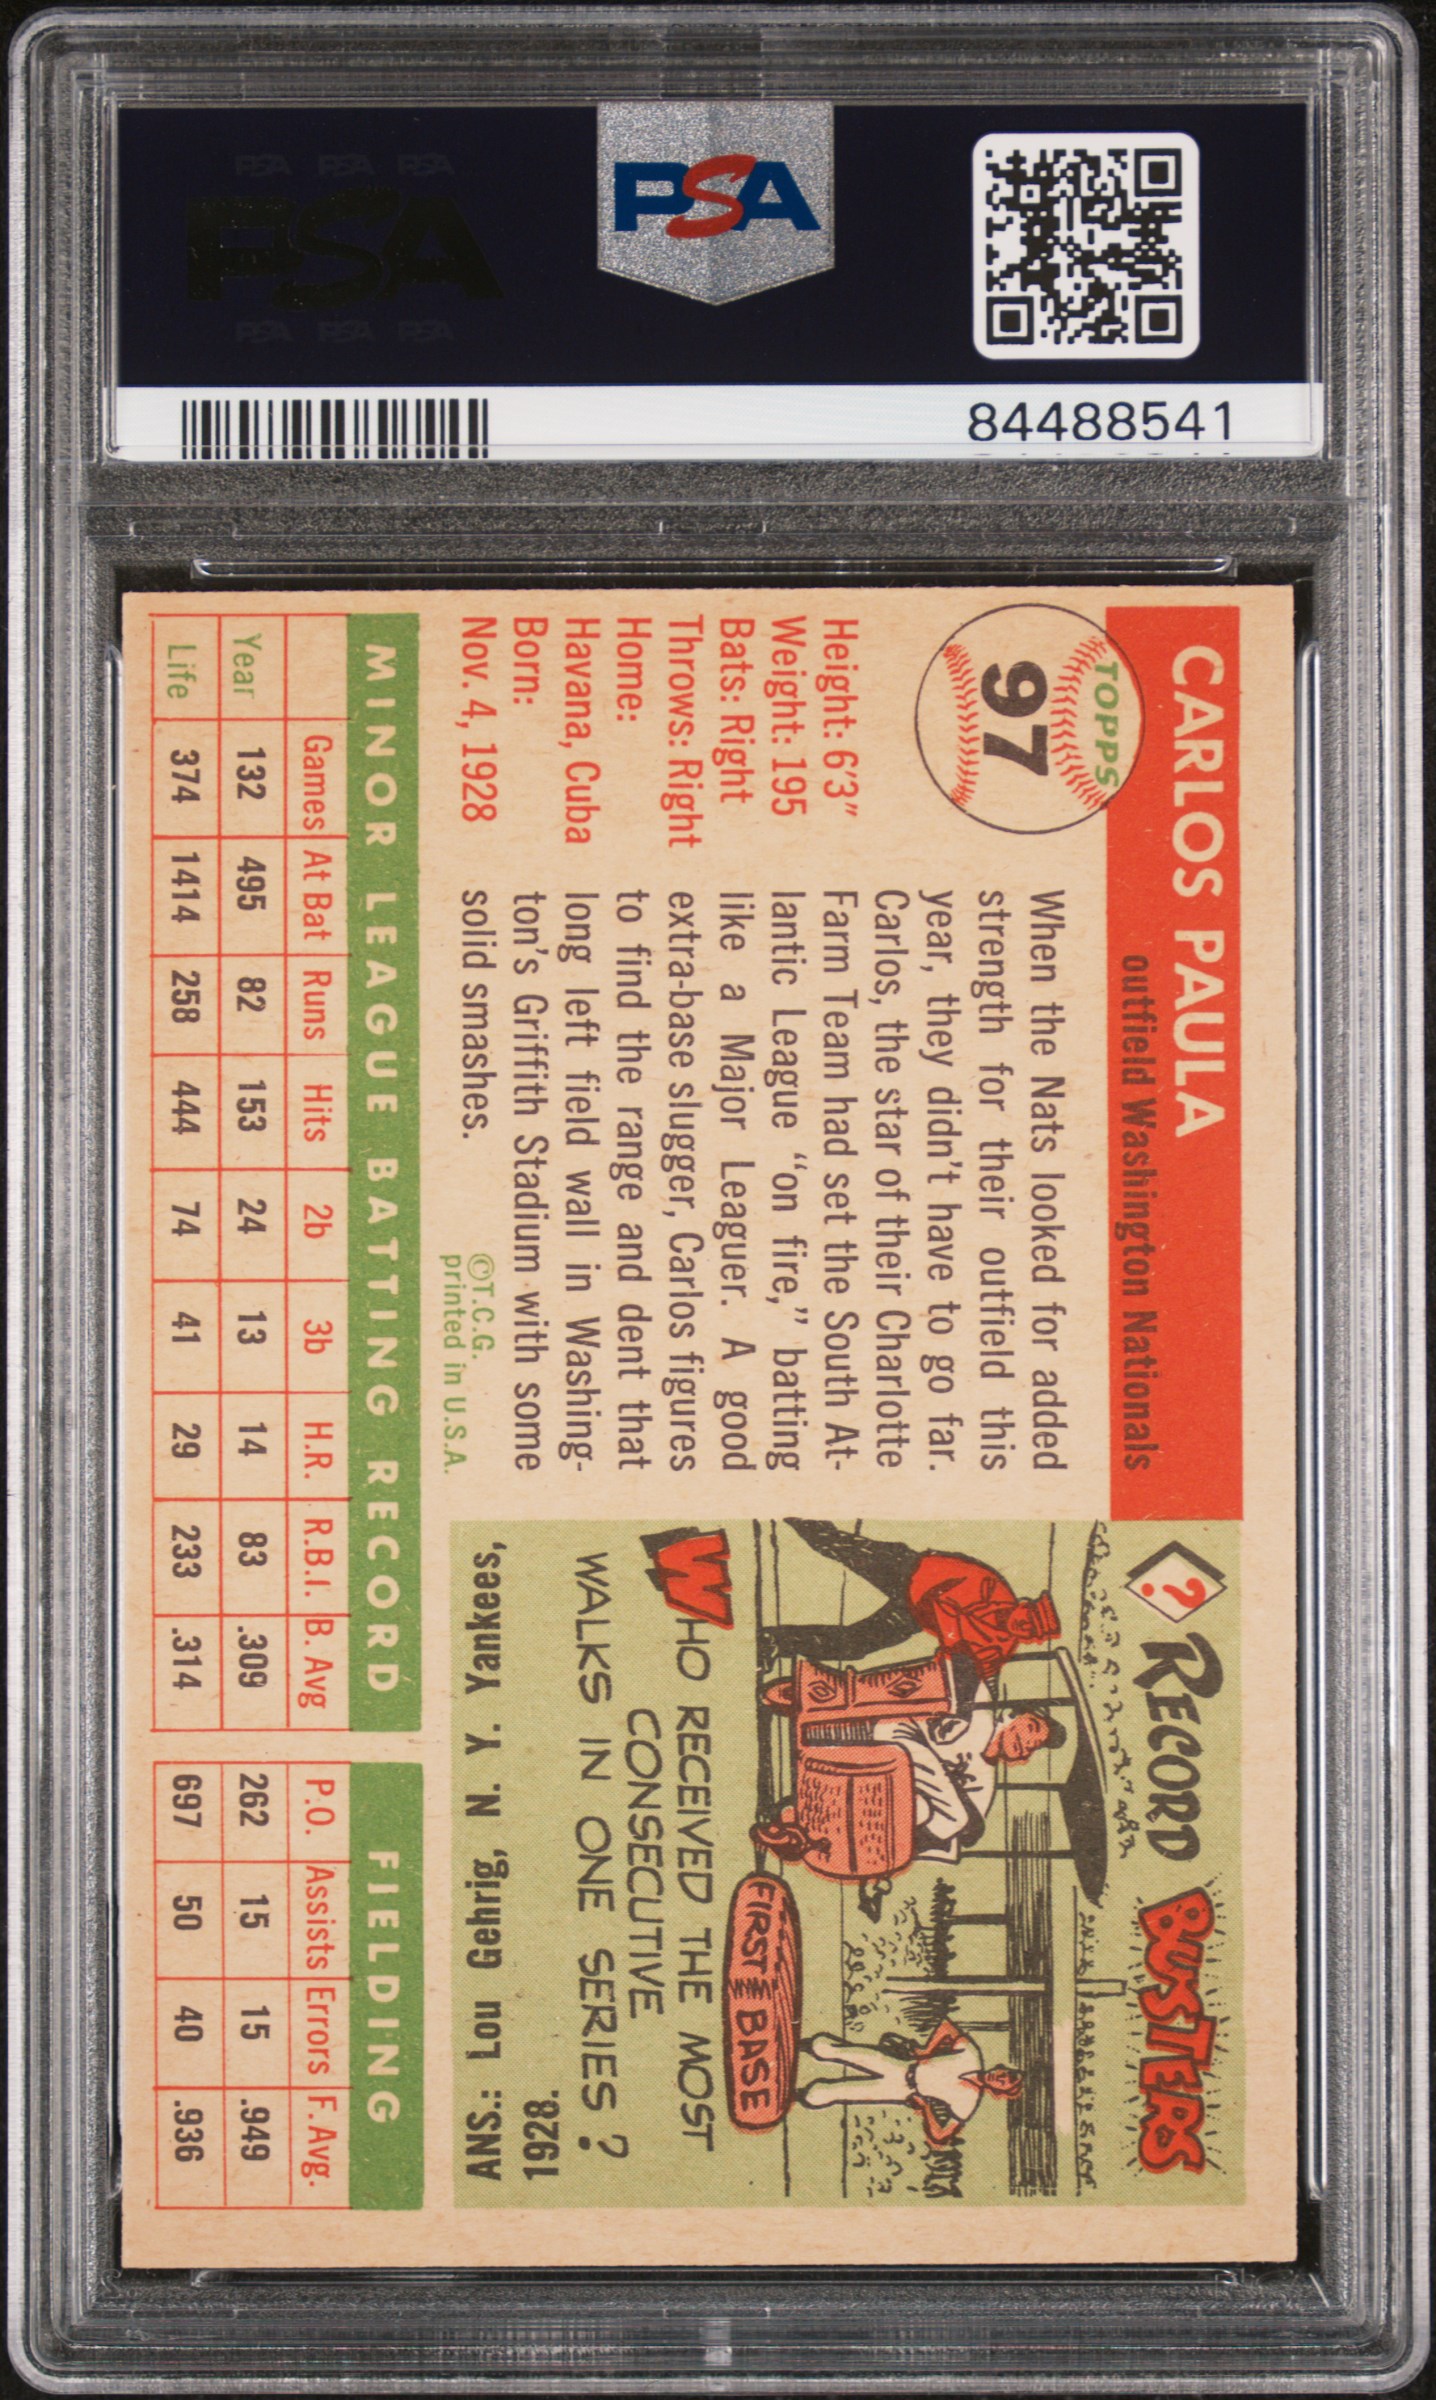 PSA PSA PSA
PSA
PSA PSA PSA
PSA
84488541
TOPPS
97
CARLOS PAULA
outfield Washington Nationals
Height: 6'3"
Weight: 195
Bats: Right
Throws: Right
Home:
Havana, Cuba
Born:
Nov. 4, 1928
When the Nats looked for added
strength for their outfield this
year, they didn't have to go far.
Carlos, the star of their Charlotte
Farm Team had set the South At-
lantic League "on fire," batting
like a Major Leaguer. A good
extra-base slugger, Carlos figures
to find the range and dent that
long left field wall in Washing-
ton's Griffith Stadium with some
solid smashes.
©T.C.G.
printed in U.S.A.
? RECORD BUSTERS
FIRST BASE
WHO RECEIVED THE MOST
CONSECUTIVE
WALKS IN ONE SERIES?
ANS.: Lou Gehrig, N. Y. Yankees,
1928.
MINOR LEAGUE BATTING RECORD
Games At Bat Runs Hits 2b 3b H.R. R.B.I. B. Avg
Year 132 495 82 153 24 13 14 83 .309
Life 374 1414 258 444 74 41 29 233 .314
FIELDING
P.O. Assists Errors F. Avg.
262 15 15 .949
697 50 40 .936